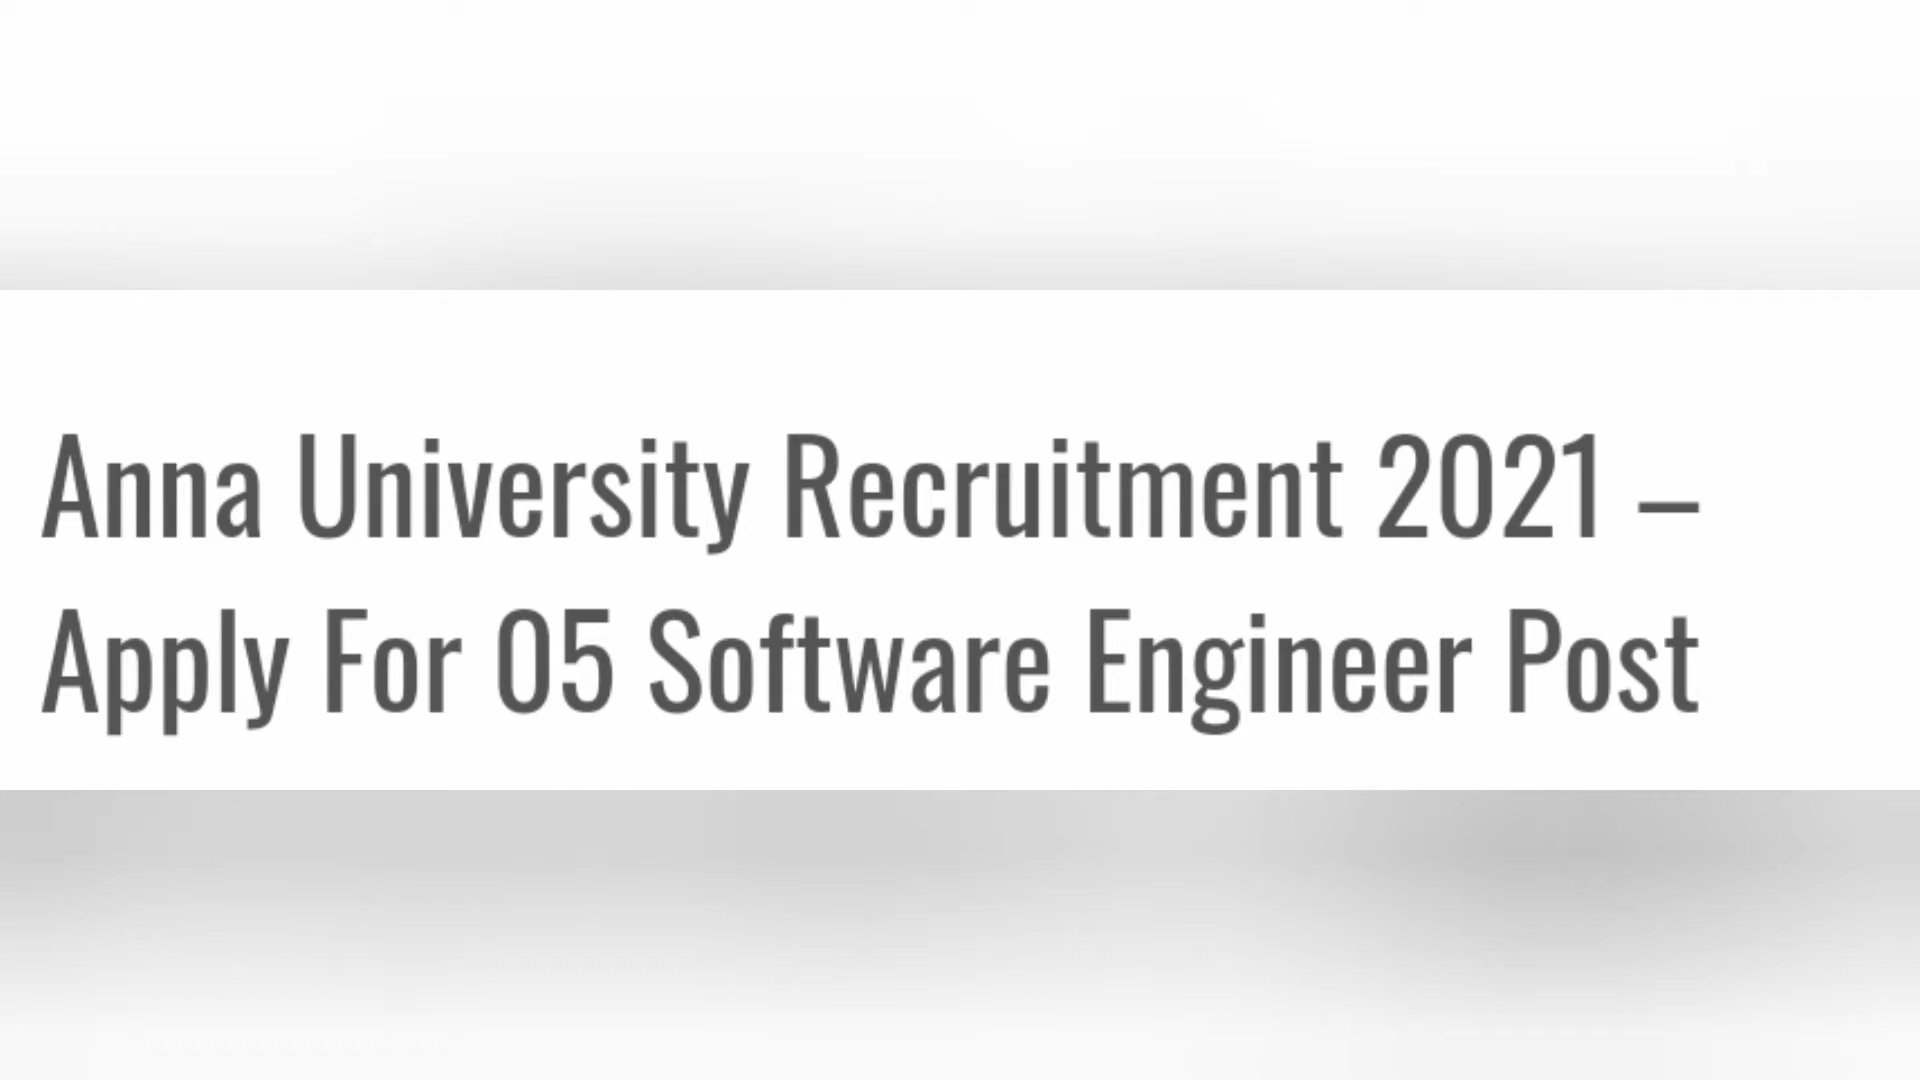 Anna University Recruitment 2021 –
Apply For 05 Software Engineer Post